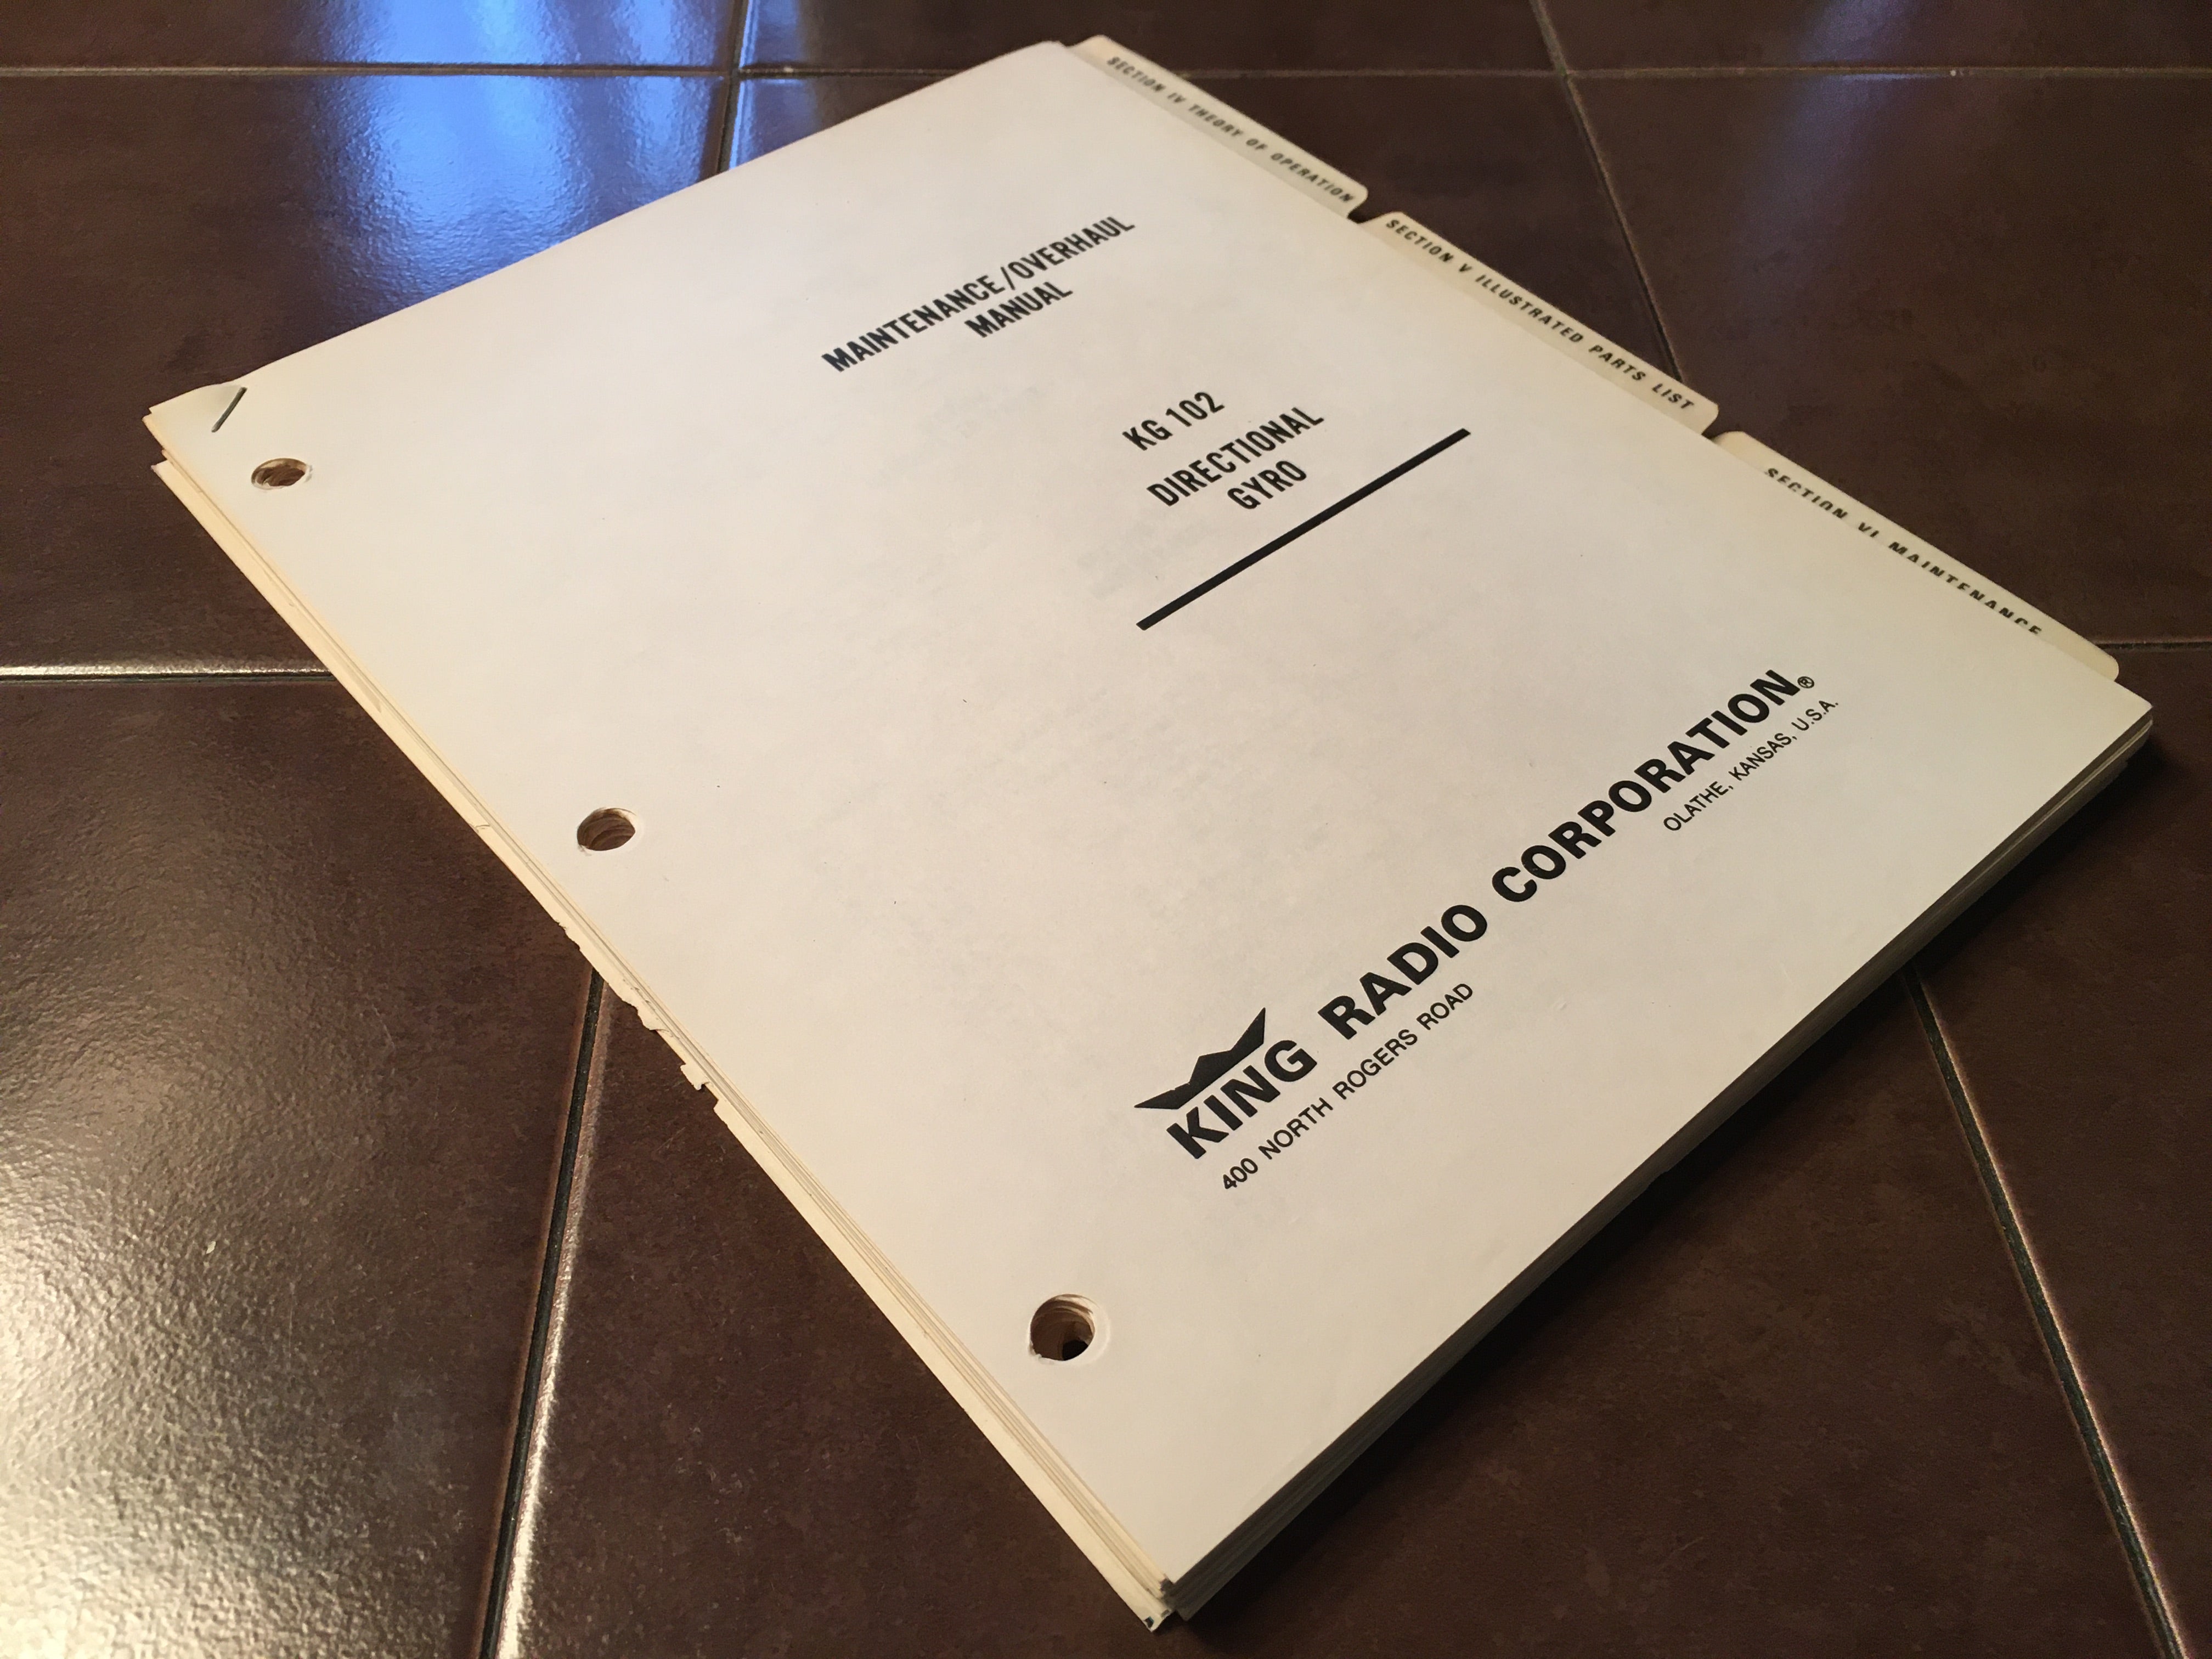 MAINTENANCE/OVERHAUL
MANUAL
KG 102
DIRECTIONAL
GYRO
KING RADIO CORPORATION®
400 NORTH ROGERS ROAD
OLATHE, KANSAS, U.S.A.
SECTION IV THEORY OF OPERATION
SECTION V ILLUSTRATED PARTS LIST
SECTION VI MAINTENANCE